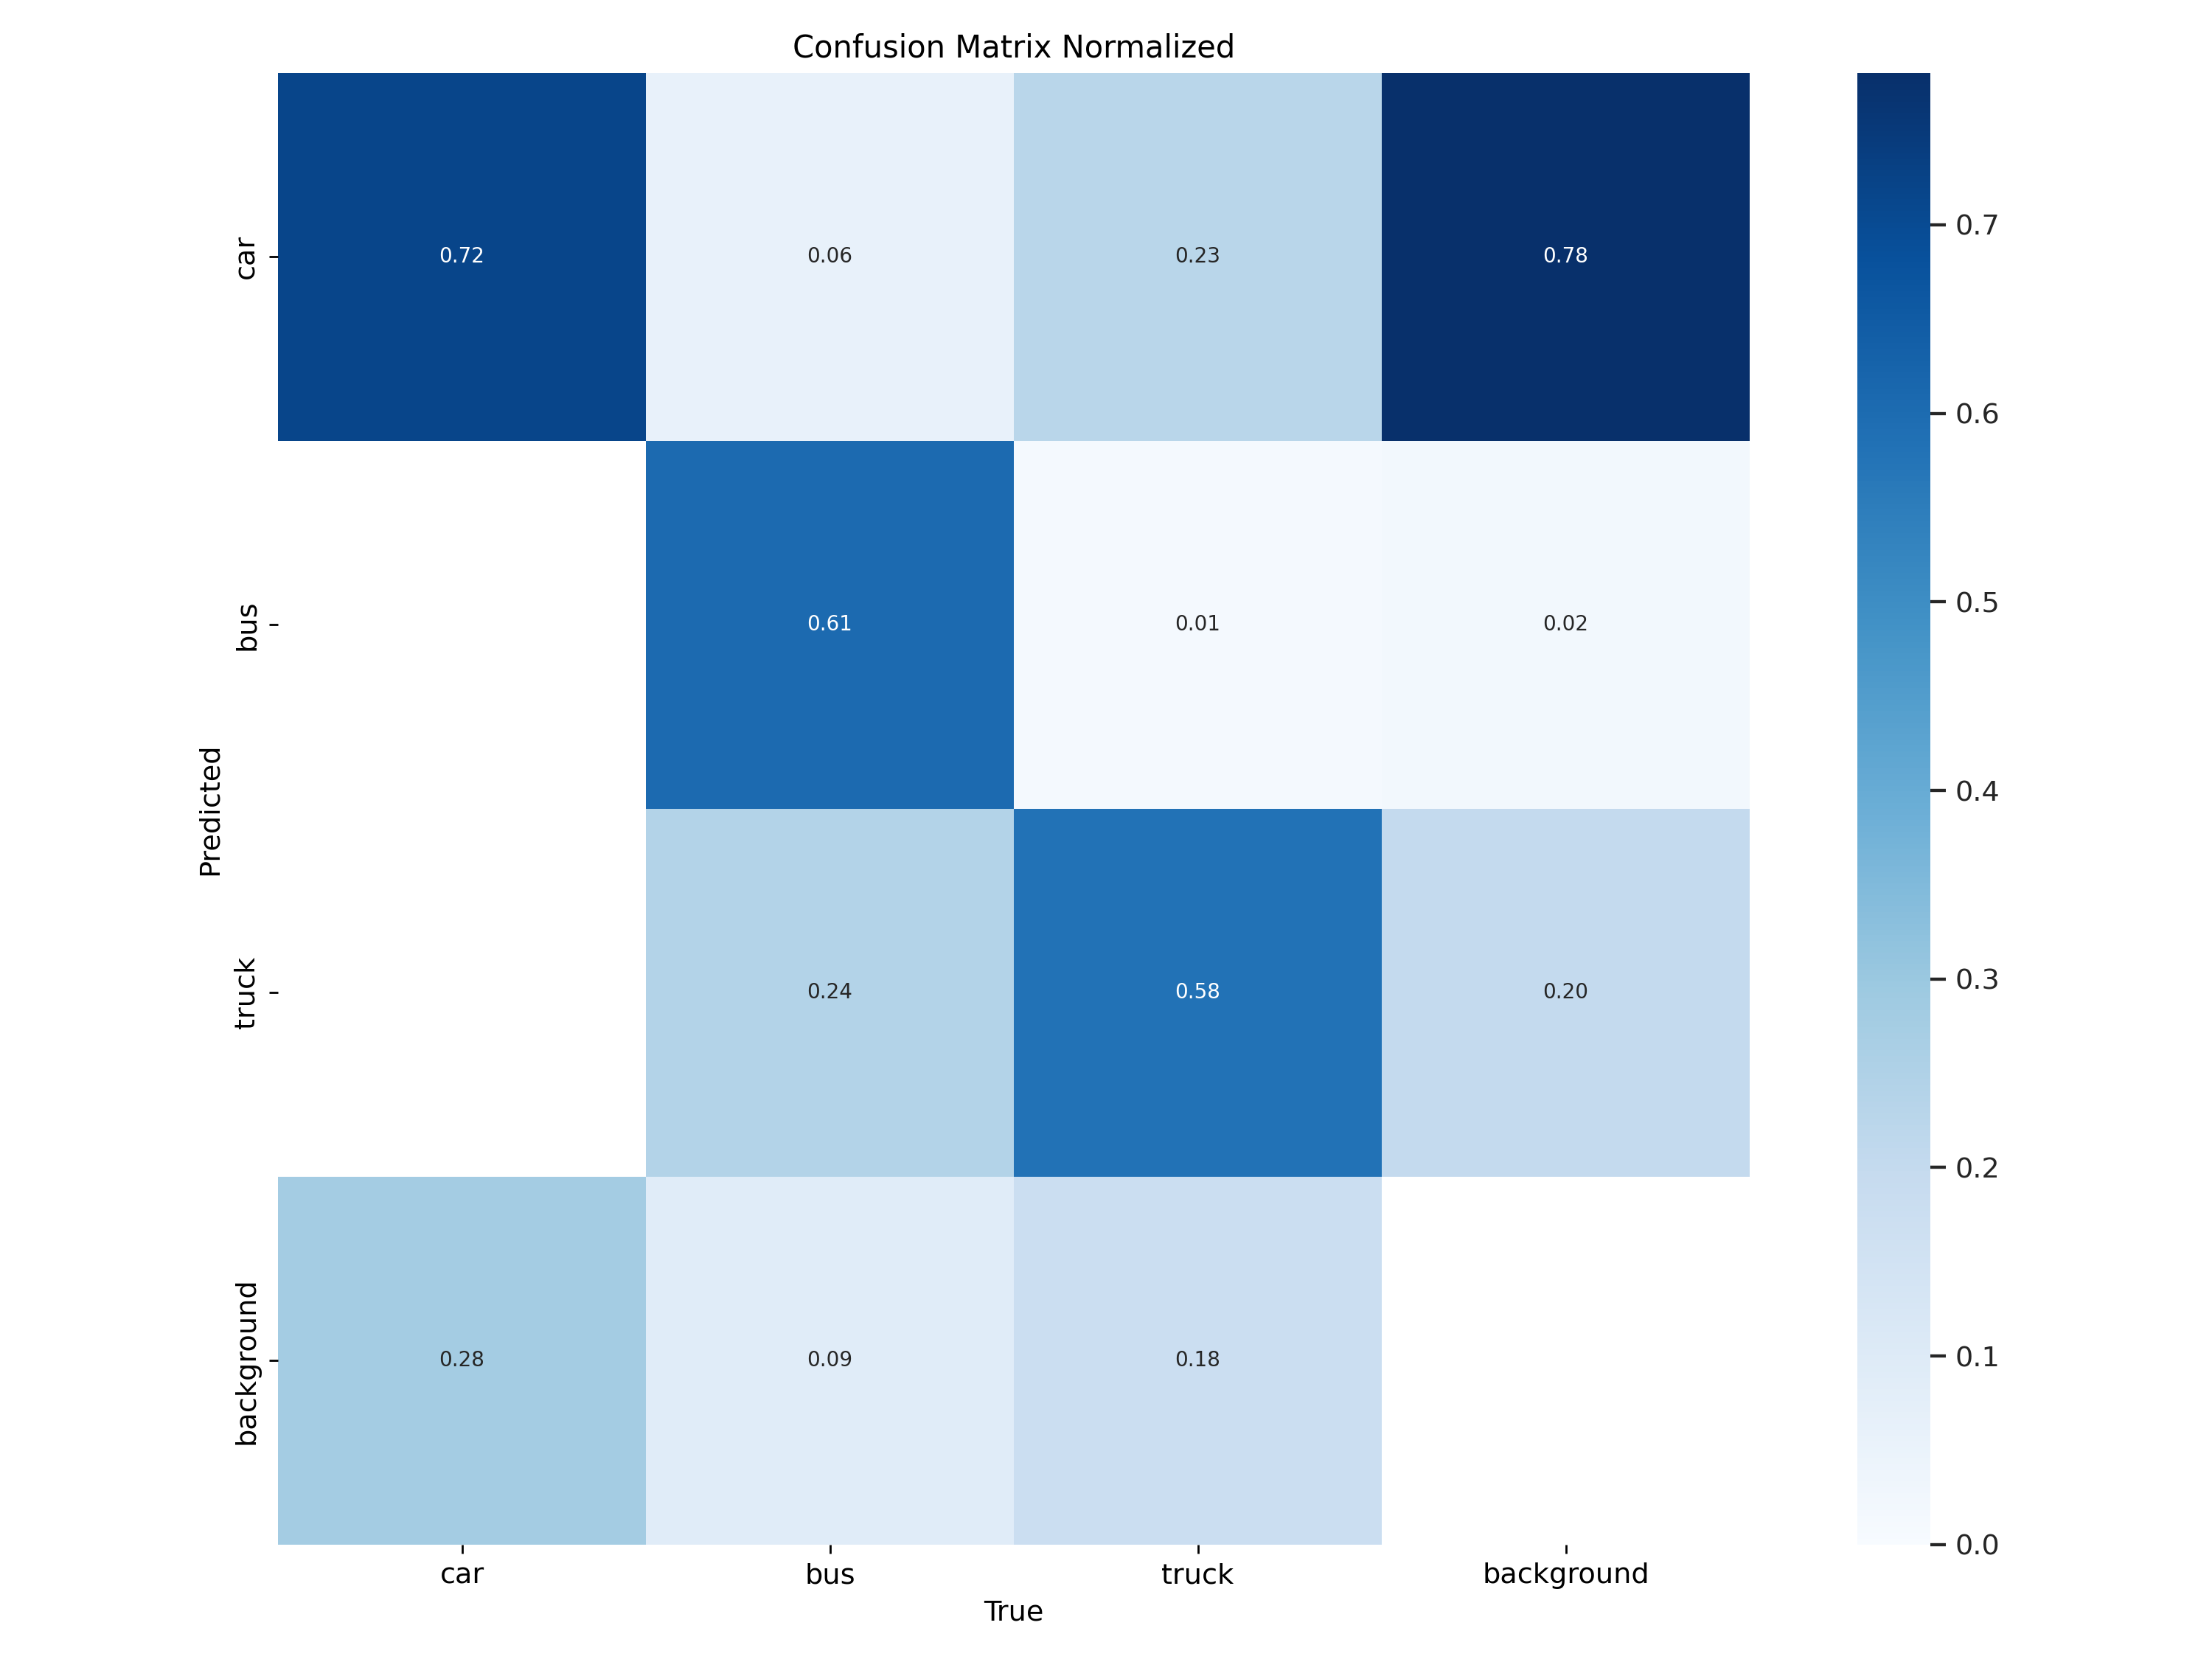 Confusion Matrix Normalized
car
0.72
0.06
0.23
0.78
0.7
0.6
bus
0.61
0.01
0.02
0.5
Predicted
0.4
truck
0.24
0.58
0.20
0.3
0.2
background
0.28
0.09
0.18
0.1
0.0
car
bus
truck
background
True